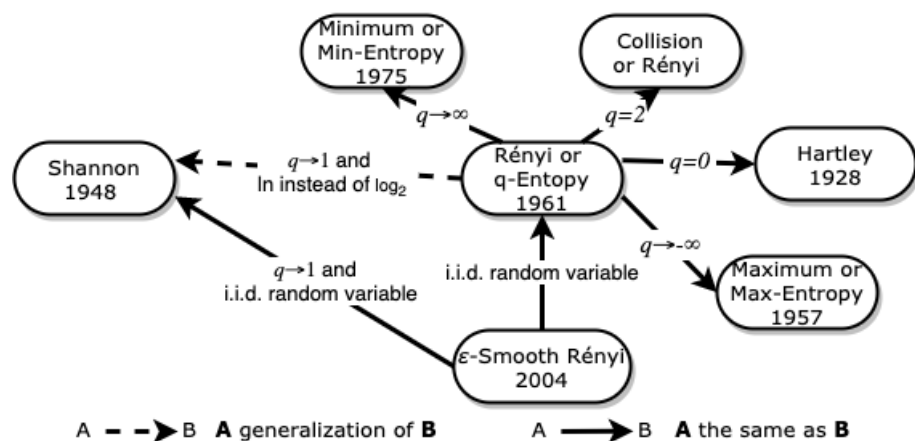 Minimum or
Min-Entropy
1975
Collision
or Rényi
q→∞
q=2
Shannon
1948
q→1 and
ln instead of log₂
Rényi or
q-Entopy
1961
q=0
Hartley
1928
q→-∞
q→1 and
i.i.d. random variable
i.i.d. random variable
Maximum or
Max-Entropy
1957
ε-Smooth Rényi
2004
A B A generalization of B
A B A the same as B